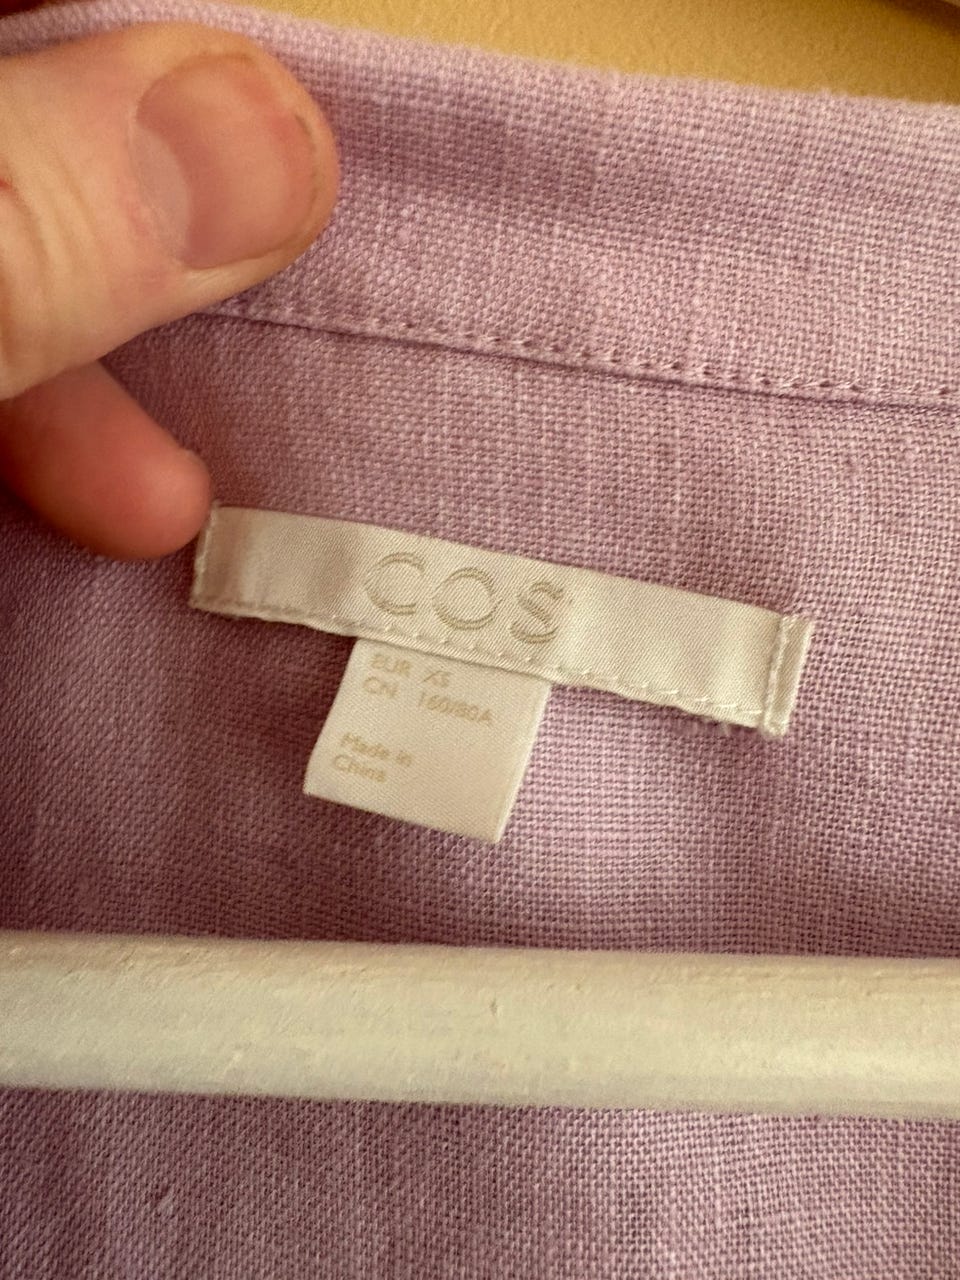 COS
EUR XS
CN 160/80A
Made in
China